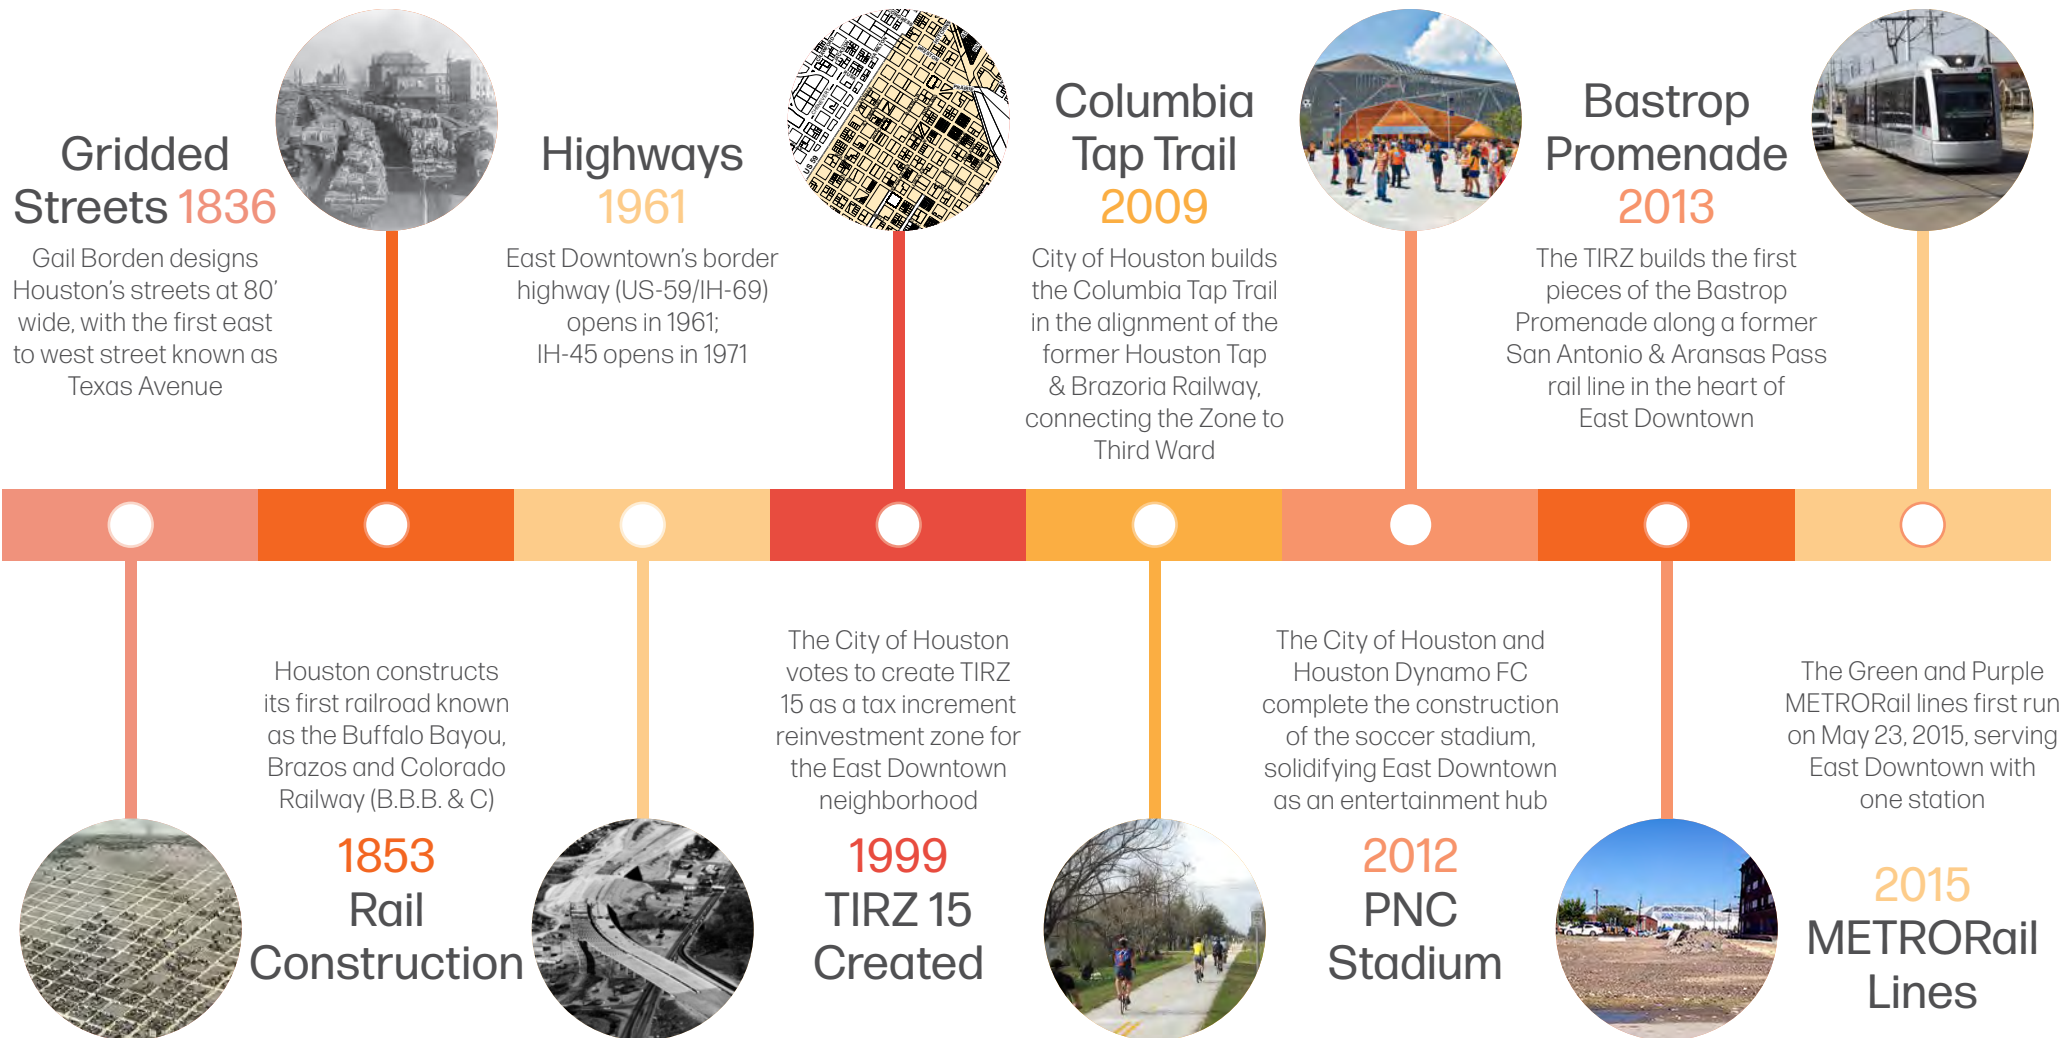 Gridded
Streets 1836
Gail Borden designs
Houston's streets at 80'
wide, with the first east
to west street known as
Texas Avenue
Houston constructs
its first railroad known
as the Buffalo Bayou,
Brazos and Colorado
Railway (B.B.B. & C)
1853
Rail
Construction
Highways
1961
East Downtown's border
highway (US-59/IH-69)
opens in 1961;
IH-45 opens in 1971
US 59
The City of Houston
votes to create TIRZ
15 as a tax increment
reinvestment zone for
the East Downtown
neighborhood
1999
TIRZ 15
Created
Columbia
Tap Trail
2009
City of Houston builds
the Columbia Tap Trail
in the alignment of the
former Houston Tap
& Brazoria Railway,
connecting the Zone to
Third Ward
The City of Houston and
Houston Dynamo FC
complete the construction
of the soccer stadium,
solidifying East Downtown
as an entertainment hub
2012
PNC
Stadium
Bastrop
Promenade
2013
The TIRZ builds the first
pieces of the Bastrop
Promenade along a former
San Antonio & Aransas Pass
rail line in the heart of
East Downtown
The Green and Purple
METRORail lines first run
on May 23, 2015, serving
East Downtown with
one station
2015
METRORail
Lines